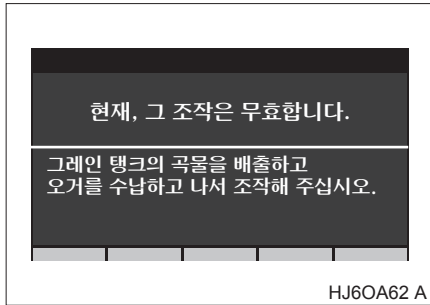 현재, 그 조작은 무효합니다.
그레인 탱크의 곡물을 배출하고
오거를 수납하고 나서 조작해 주십시오.
HJ6OA62 A